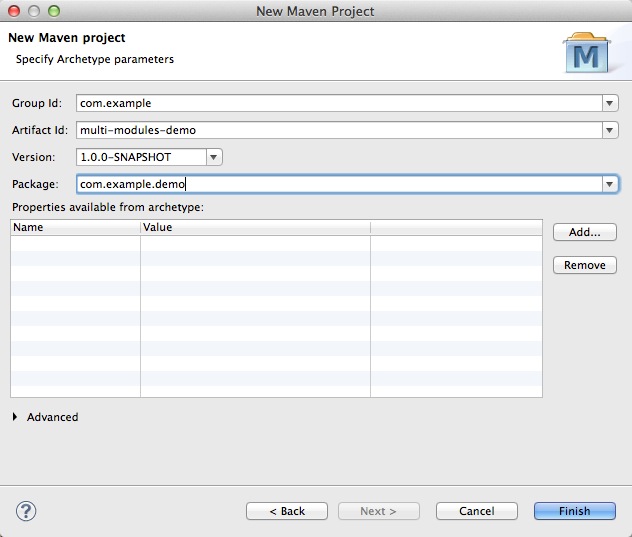 New Maven Project
New Maven project
Specify Archetype parameters
M
Group Id: com.example
Artifact Id: multi-modules-demo
Version: 1.0.0-SNAPSHOT
Package: com.example.demo
Properties available from archetype:
Name Value
Add...
Remove
Advanced
? < Back Next > Cancel Finish